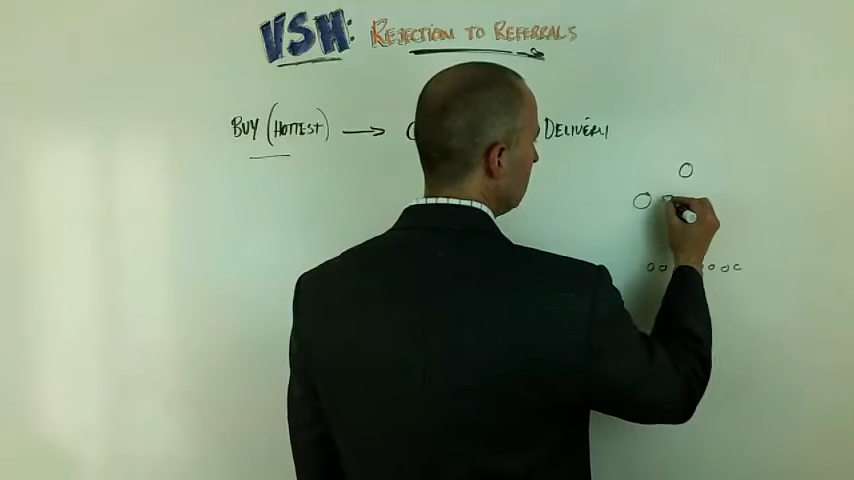 VSH: REJECTION TO REFERRALS
BUY (HOTTEST) → DELIVERY